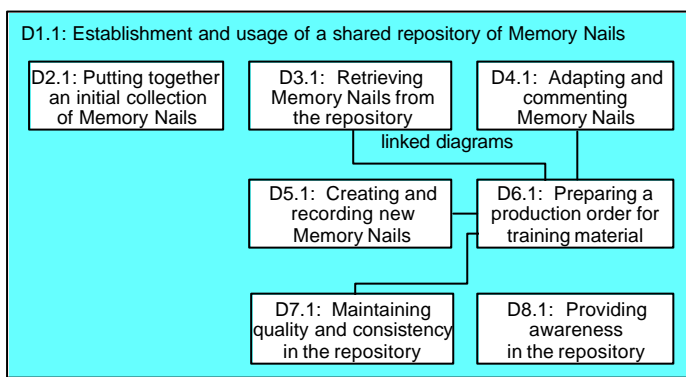 D1.1: Establishment and usage of a shared repository of Memory Nails
D2.1: Putting together
an initial collection
of Memory Nails
D3.1: Retrieving
Memory Nails from
the repository
D4.1: Adapting and
commenting
Memory Nails
linked diagrams
D5.1: Creating and
recording new
Memory Nails
D6.1: Preparing a
production order for
training material
D7.1: Maintaining
quality and consistency
in the repository
D8.1: Providing
awareness
in the repository